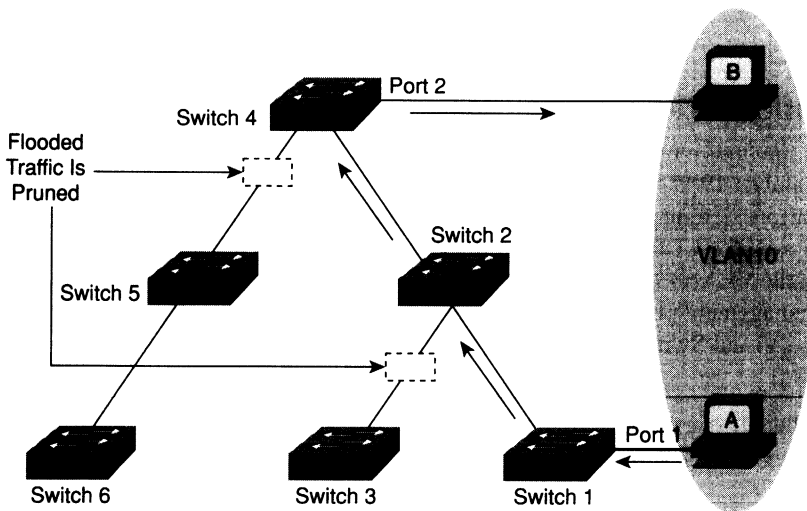 B
Port 2
Switch 4
Flooded
Traffic Is
Pruned
Switch 2
VLAN10
Switch 5
A
Port 1
Switch 6
Switch 3
Switch 1